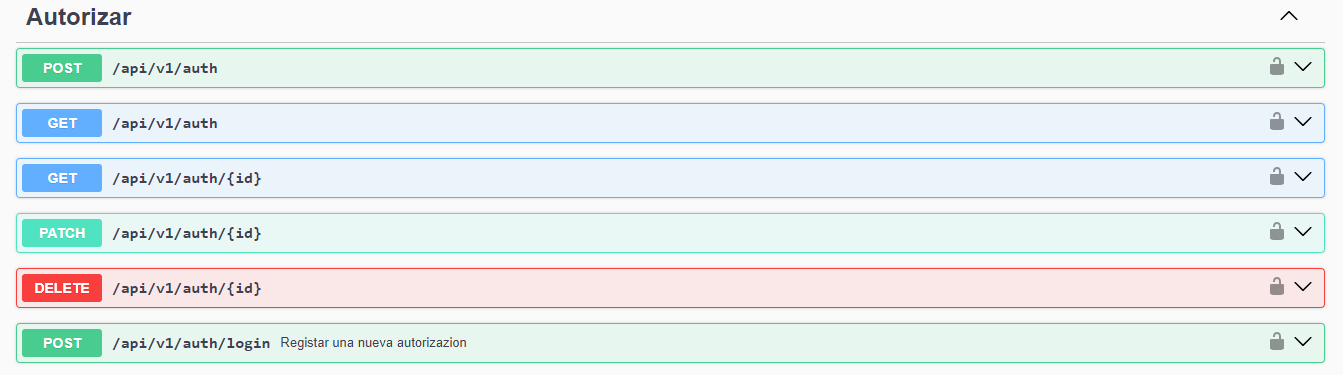 Autorizar
POST /api/v1/auth
GET /api/v1/auth
GET /api/v1/auth/{id}
PATCH /api/v1/auth/{id}
DELETE /api/v1/auth/{id}
POST /api/v1/auth/login Registar una nueva autorizazion